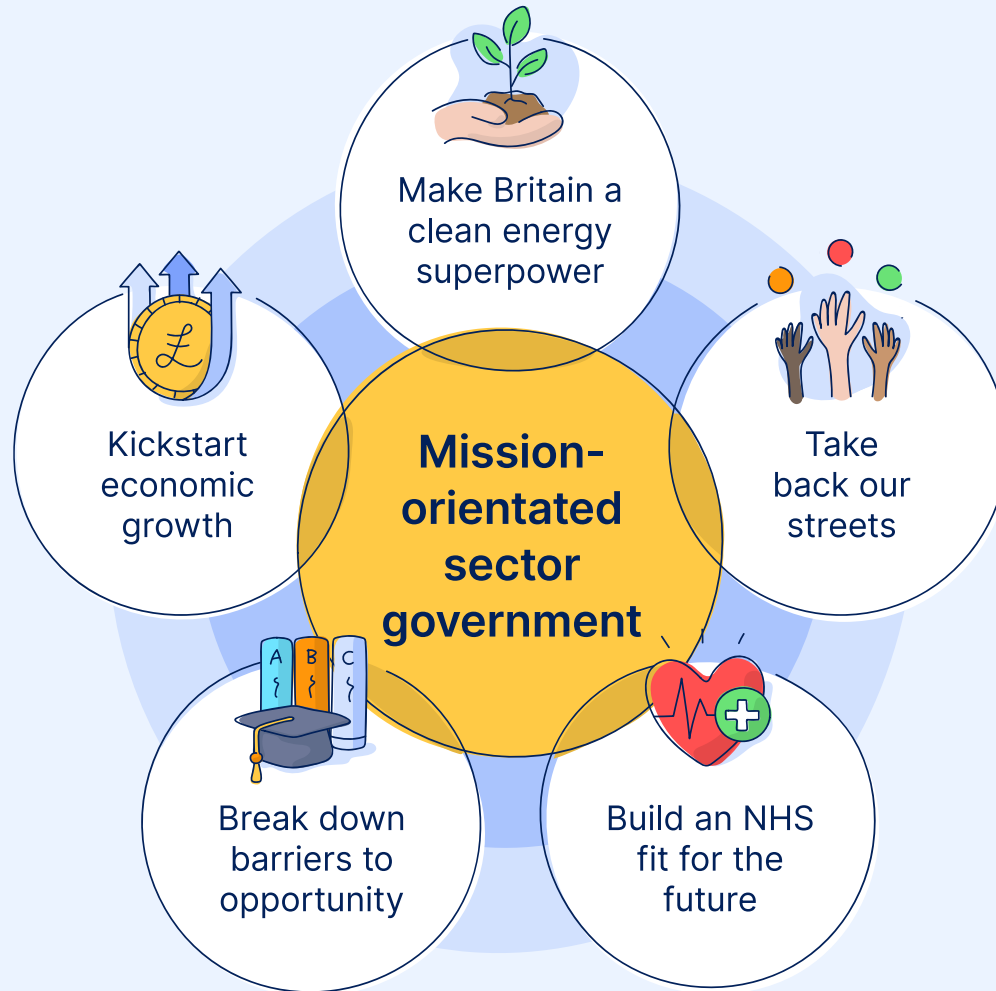 Make Britain a
clean energy
superpower
Kickstart
economic
growth
£
Mission-
orientated
sector
government
Take
back our
streets
A B C
Break down
barriers to
opportunity
Build an NHS
fit for the
future